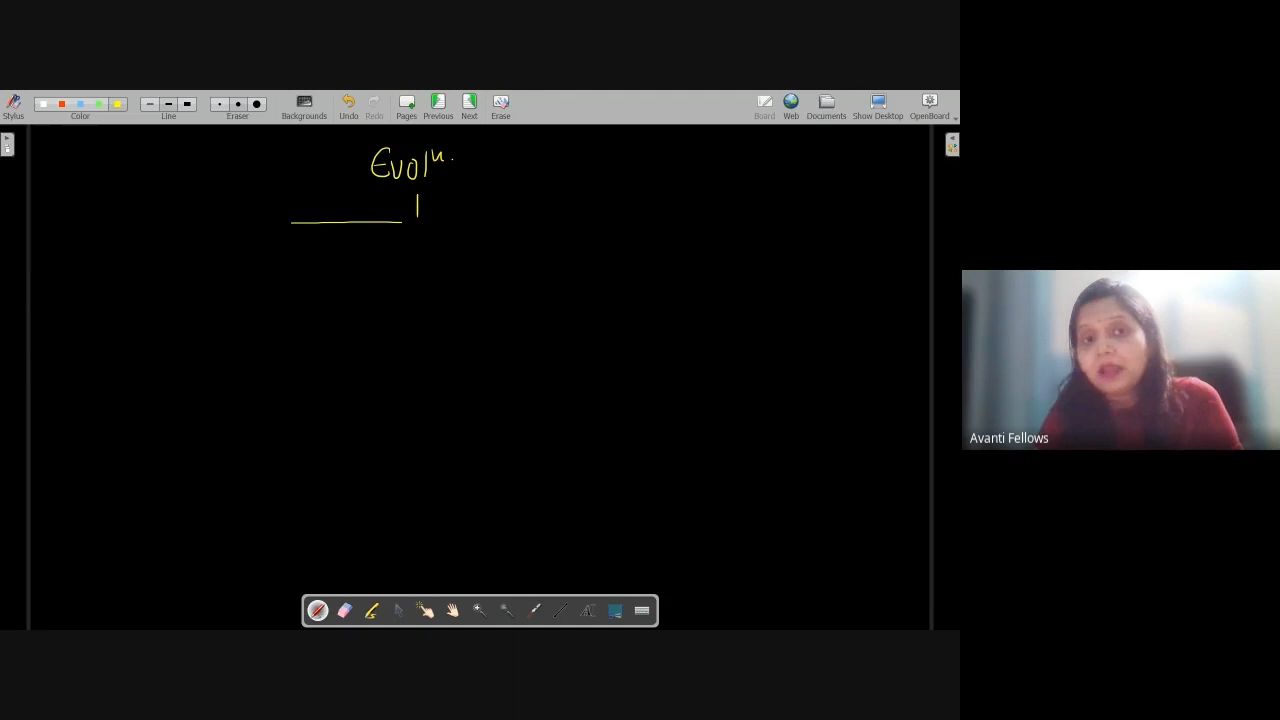 Stylus
Color
Line
Eraser
Backgrounds
Undo
Redo
Pages
Previous
Next
Erase
Board
Web
Documents
Show Desktop
OpenBoard
Evolⁿ.
Avanti Fellows